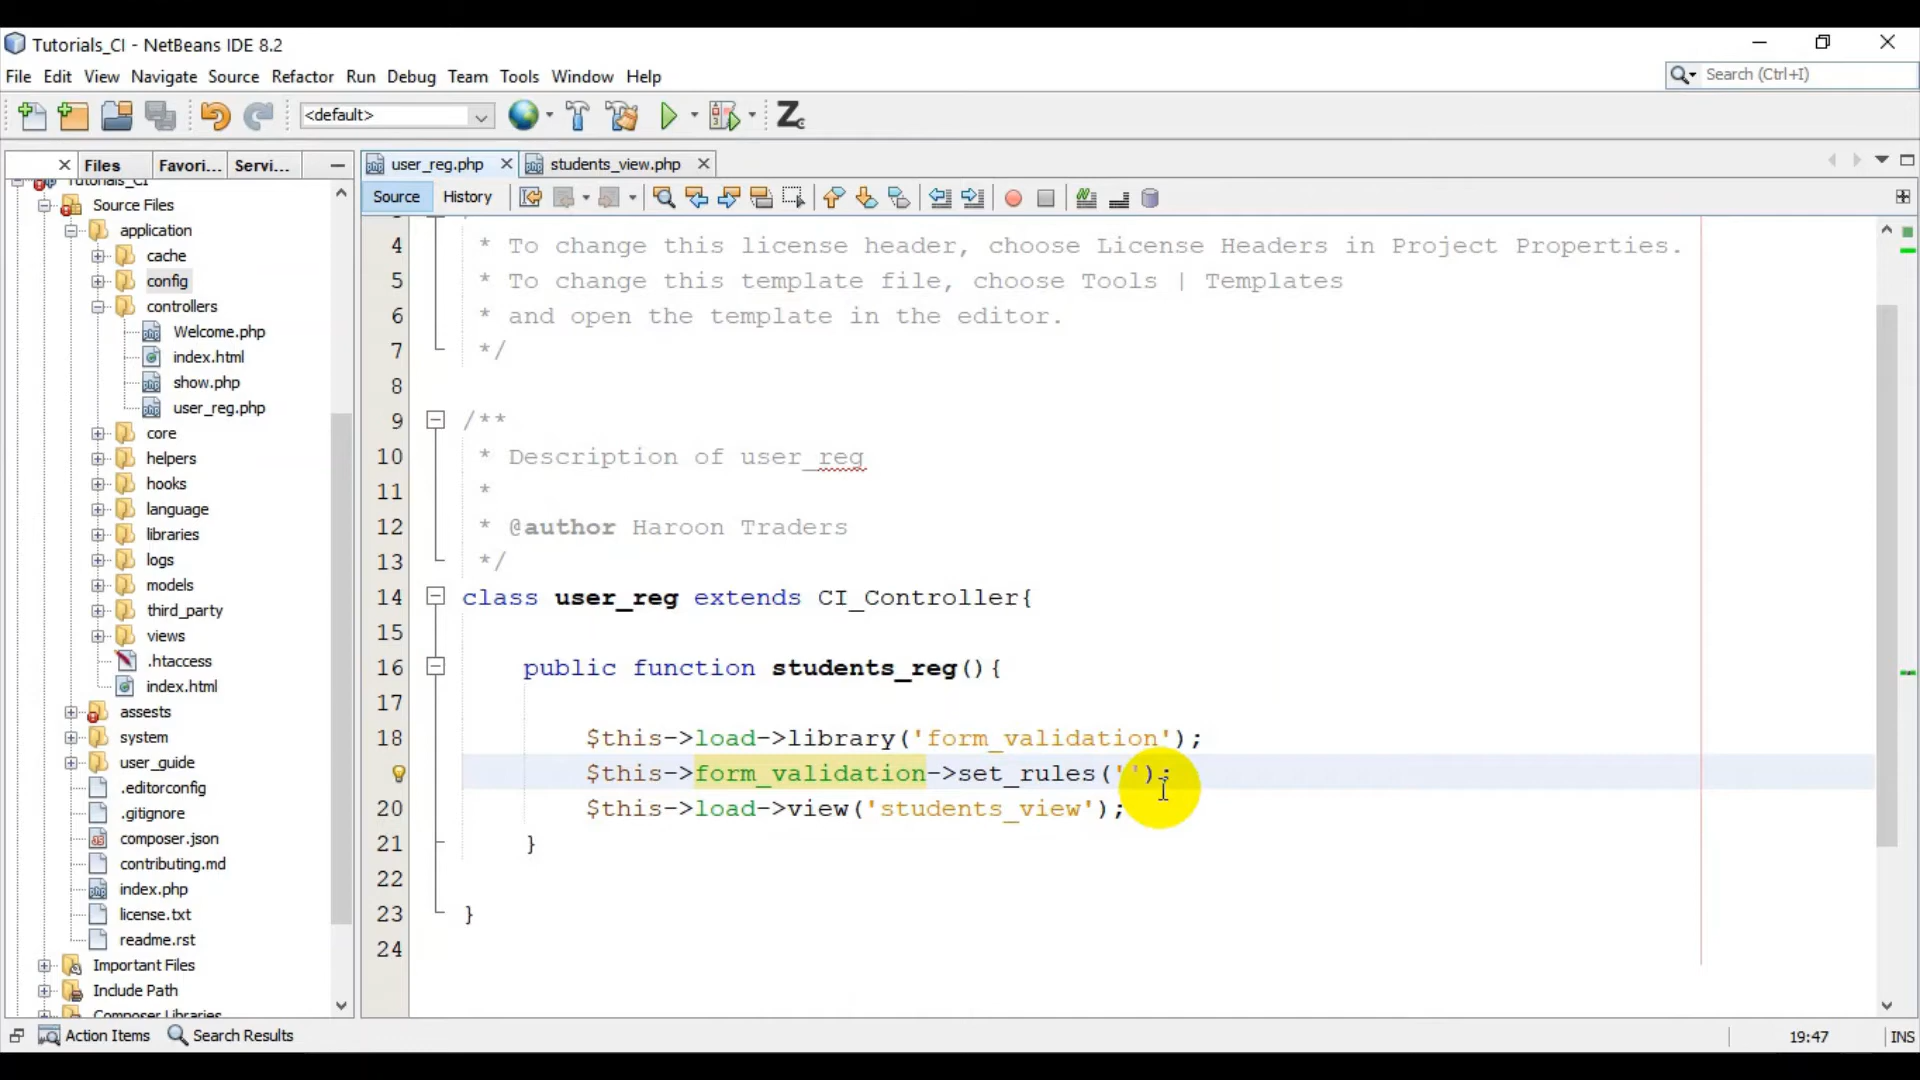 Tutorials_CI - NetBeans IDE 8.2
File Edit View Navigate Source Refactor Run Debug Team Tools Window Help
Search (Ctrl+I)
<default>
Files Favori... Servi...
user_reg.php students_view.php
Source History
Tutorials_CI
Source Files
application
cache
config
controllers
Welcome.php
index.html
show.php
user_reg.php
core
helpers
hooks
language
libraries
logs
models
third_party
views
.htaccess
index.html
assests
system
user_guide
.editorconfig
.gitignore
composer.json
contributing.md
index.php
license.txt
readme.rst
Important Files
Include Path
Composer Libraries
4 * To change this license header, choose License Headers in Project Properties.
5 * To change this template file, choose Tools | Templates
6 * and open the template in the editor.
7 */
8
9 /**
10 * Description of user_reg
11 *
12 * @author Haroon Traders
13 */
14 class user_reg extends CI_Controller{
15
16 public function students_reg(){
17
18 $this->load->library('form_validation');
$this->form_validation->set_rules('');
20 $this->load->view('students_view');
21 }
22
23 }
24
Action Items Search Results
19:47 INS